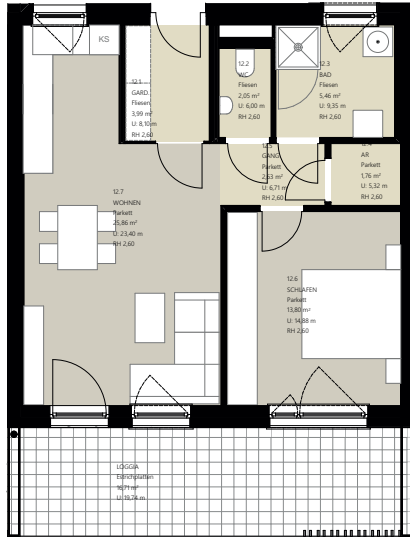 KS
12.1
GARD.
Fliesen
3,99 m²
U: 8,10 m
RH 2,60
12.2
WC
Fliesen
2,05 m²
U: 6,00 m
RH 2,60
12.3
BAD
Fliesen
5,46 m²
U: 9,35 m
RH 2,60
12.5
GANG
Parkett
2,63 m²
U: 6,71 m
RH 2,60
AR
Parkett
1,76 m²
U: 5,32 m
RH 2,60
12.7
WOHNEN
Parkett
25,86 m²
U: 23,40 m
RH 2,60
12.6
SCHLAFEN
Parkett
13,80 m²
U: 14,88 m
RH 2,60
LOGGIA
Estrichplatten
16,71 m²
U: 19,74 m